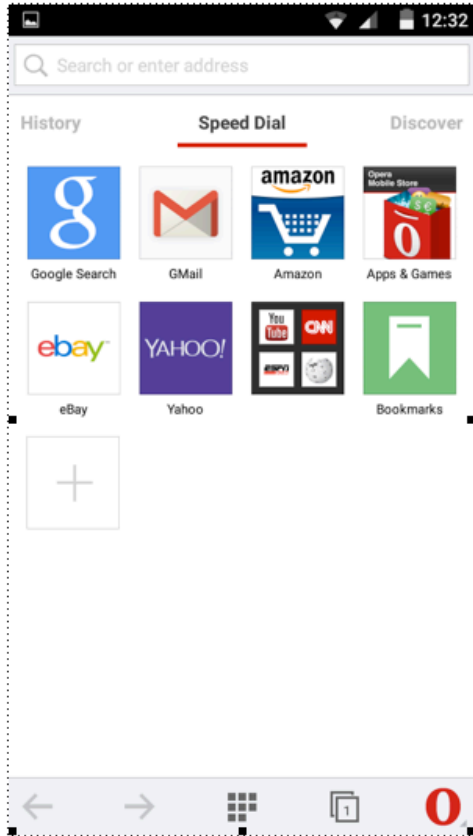 12:32
Search or enter address
History Speed Dial Discover
8
amazon
Opera
Mobile Store
Google Search GMail Amazon Apps & Games
ebay
YAHOO!
You
Tube
CNN
ESPN
eBay Yahoo Bookmarks
1